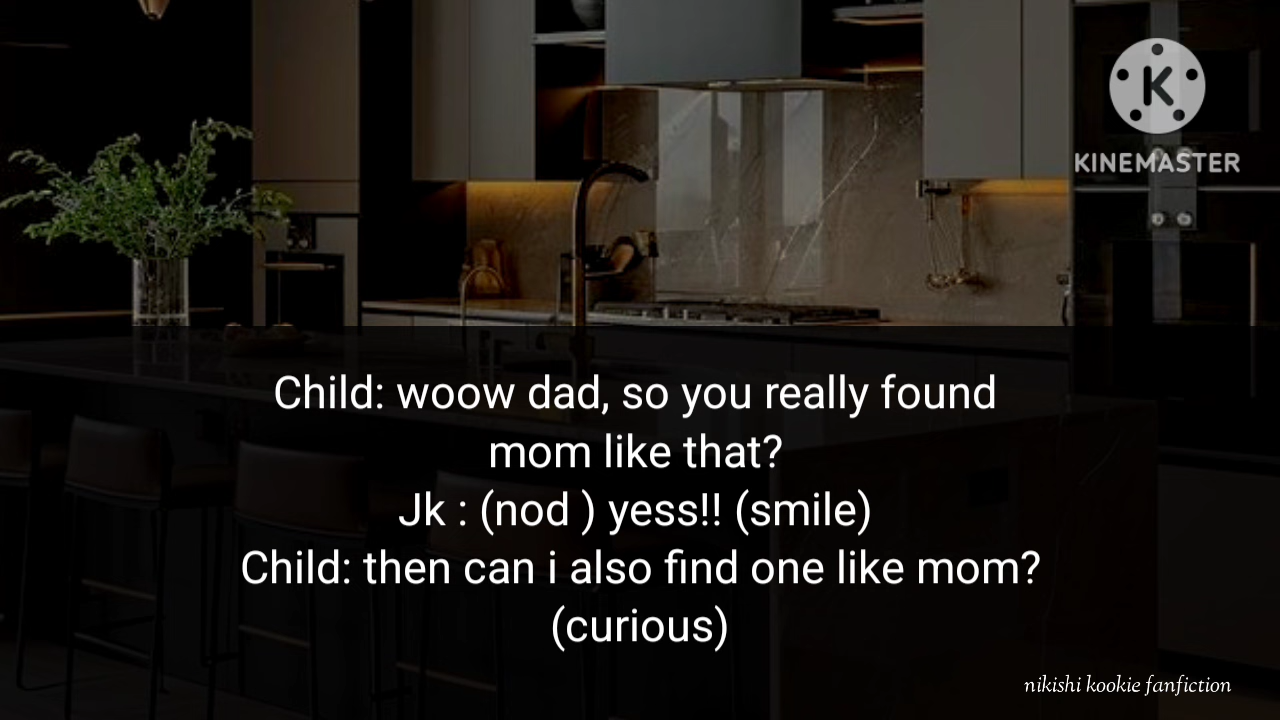 KINEMASTER
Child: woow dad, so you really found
mom like that?
Jk : (nod ) yess!! (smile)
Child: then can i also find one like mom?
(curious)
nikishi kookie fanfiction